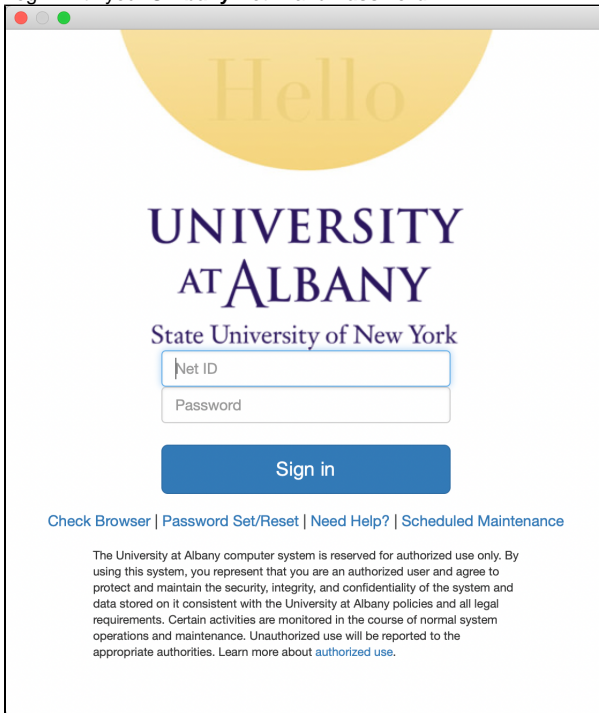 Hello
UNIVERSITY
AT ALBANY
State University of New York
Net ID
Password
Sign in
Check Browser | Password Set/Reset | Need Help? | Scheduled Maintenance
The University at Albany computer system is reserved for authorized use only. By
using this system, you represent that you are an authorized user and agree to
protect and maintain the security, integrity, and confidentiality of the system and
data stored on it consistent with the University at Albany policies and all legal
requirements. Certain activities are monitored in the course of normal system
operations and maintenance. Unauthorized use will be reported to the
appropriate authorities. Learn more about authorized use.